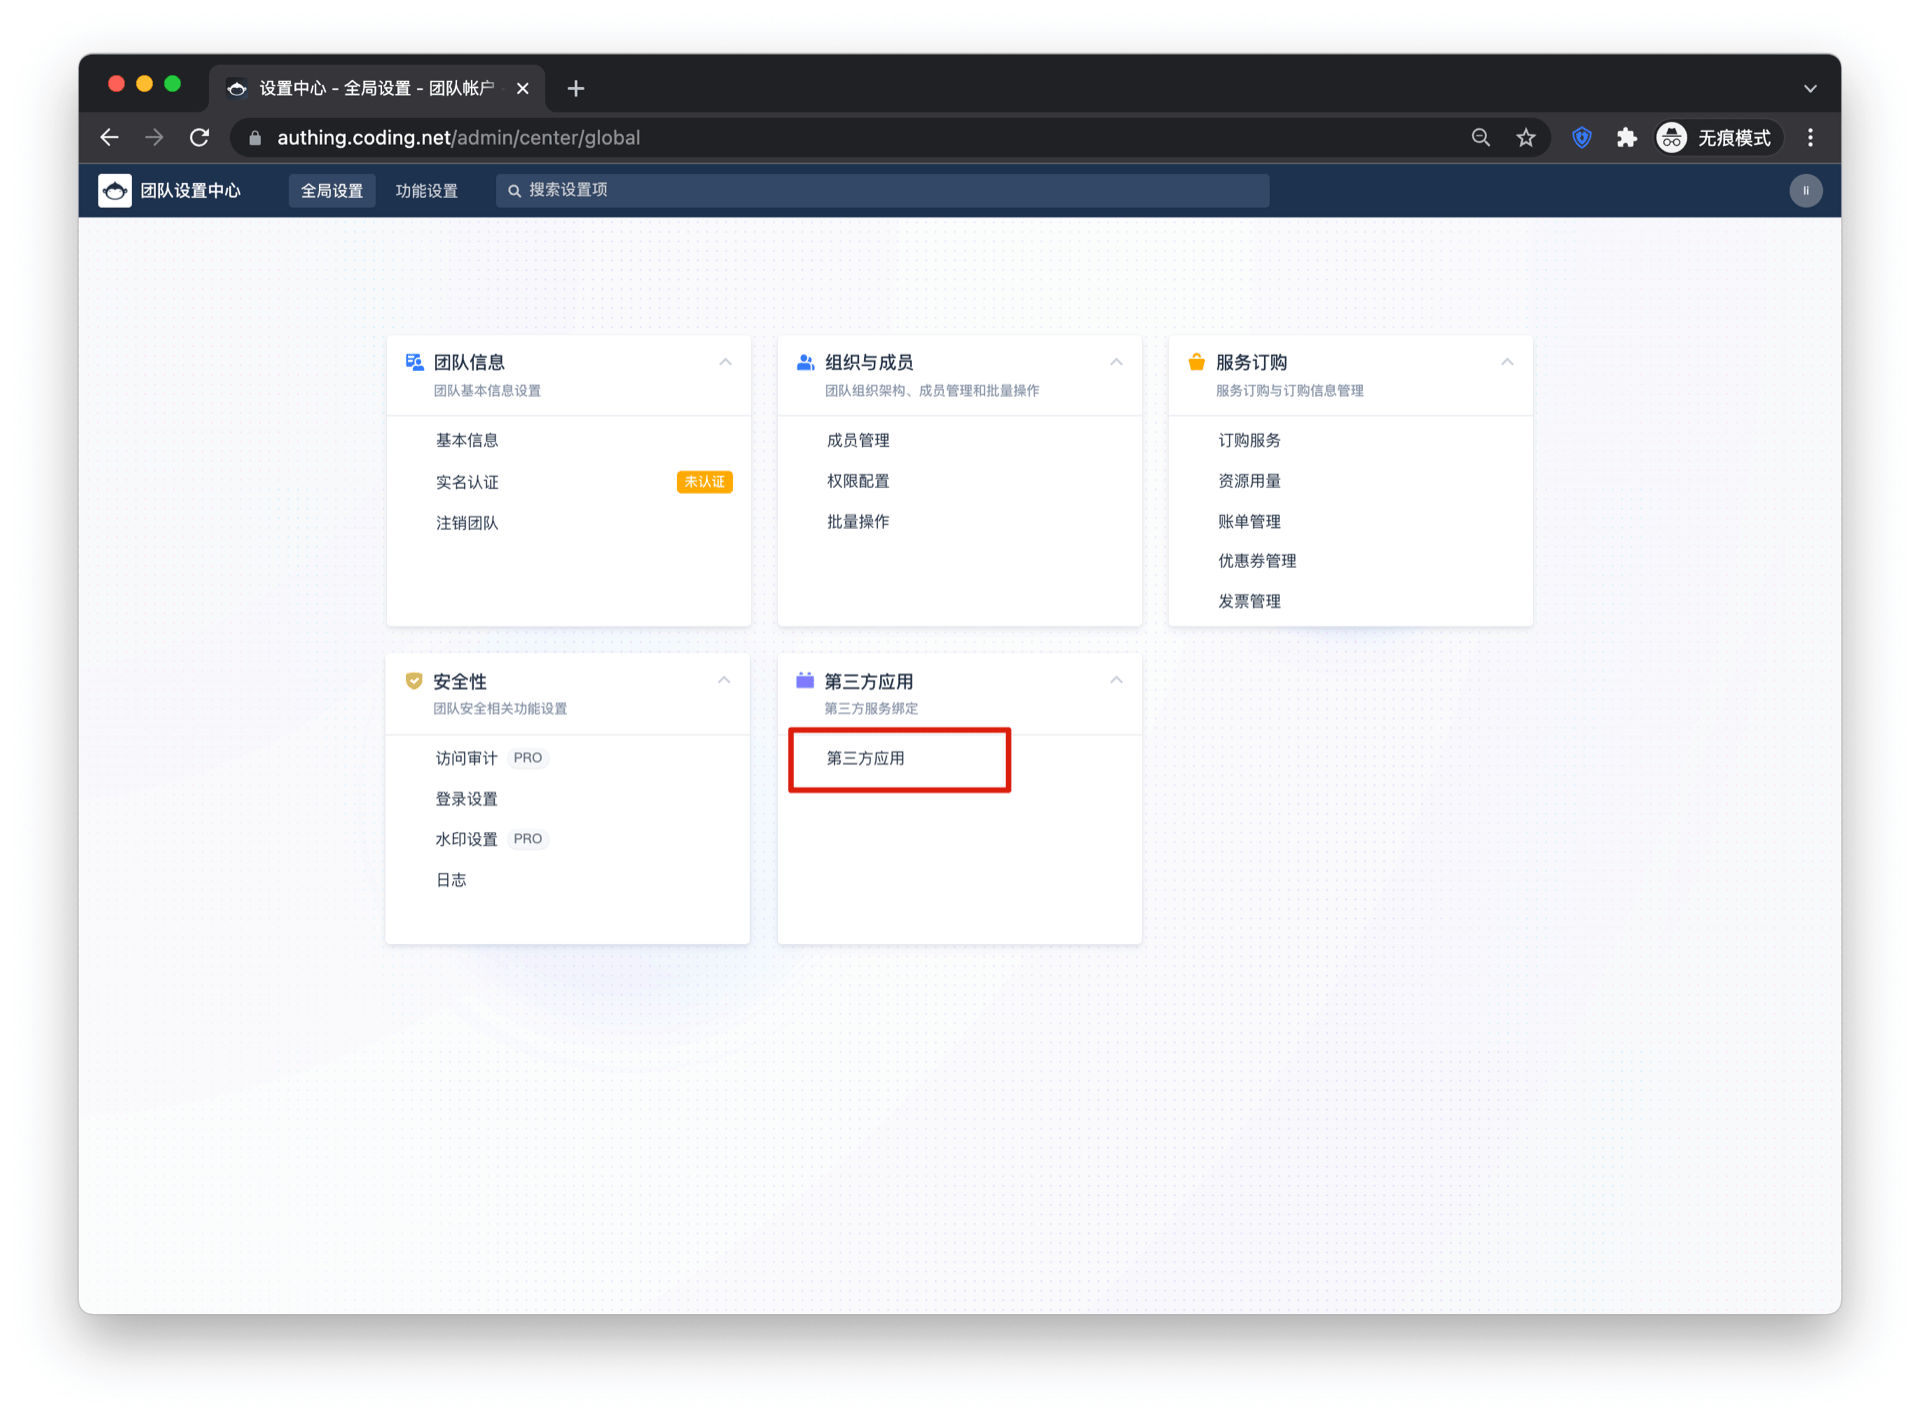 设置中心 - 全局设置 - 团队帐户
authing.coding.net/admin/center/global
无痕模式
团队设置中心
全局设置
功能设置
搜索设置项
li
团队信息
团队基本信息设置
基本信息
实名认证
未认证
注销团队
组织与成员
团队组织架构、成员管理和批量操作
成员管理
权限配置
批量操作
服务订购
服务订购与订购信息管理
订购服务
资源用量
账单管理
优惠券管理
发票管理
安全性
团队安全相关功能设置
访问审计 PRO
登录设置
水印设置 PRO
日志
第三方应用
第三方服务绑定
第三方应用